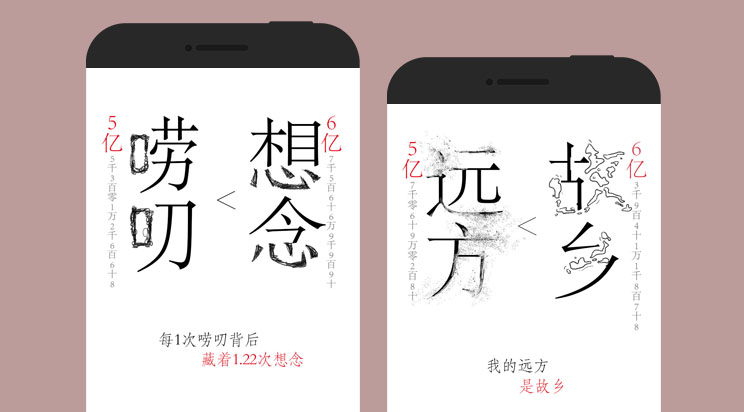 5亿
5千3百零1万2千6百6十8
唠叨
<
想念
6亿
7千5百6十6万9千9百9十
每1次唠叨背后
藏着1.22次想念
5亿
7千零6十9万零2百8十
远方
<
故乡
6亿
3千9百4十1万1千8百7十8
我的远方
是故乡